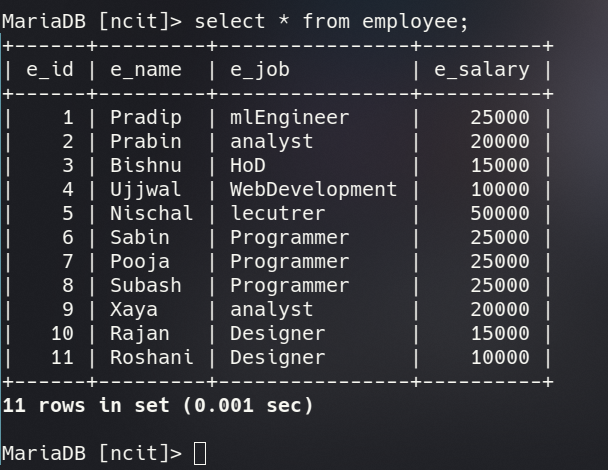 MariaDB [ncit]> select * from employee;
+------+---------+----------------+----------+
| e_id | e_name  | e_job          | e_salary |
+------+---------+----------------+----------+
|    1 | Pradip  | mlEngineer     |    25000 |
|    2 | Prabin  | analyst        |    20000 |
|    3 | Bishnu  | HoD            |    15000 |
|    4 | Ujjwal  | WebDevelopment |    10000 |
|    5 | Nischal | lecutrer       |    50000 |
|    6 | Sabin   | Programmer     |    25000 |
|    7 | Pooja   | Programmer     |    25000 |
|    8 | Subash  | Programmer     |    25000 |
|    9 | Xaya    | analyst        |    20000 |
|   10 | Rajan   | Designer       |    15000 |
|   11 | Roshani | Designer       |    10000 |
+------+---------+----------------+----------+
11 rows in set (0.001 sec)
MariaDB [ncit]>